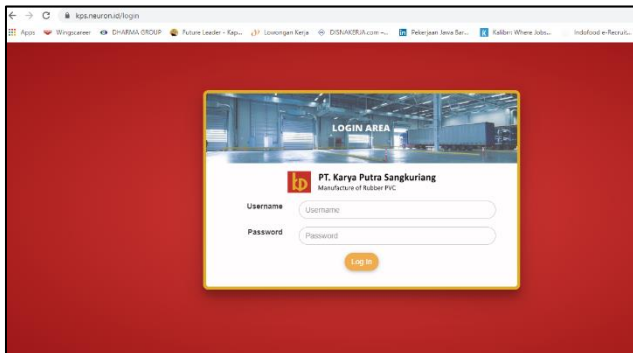 kps.neuron.id/login
Apps Wingscareer DHARMA GROUP Future Leader - Kap... Lowongan Kerja DISNAKERJA.com –... Pekerjaan Jawa Bar... Kalibrr: Where Jobs... Indofood e-Recruit...
LOGIN AREA
kp PT. Karya Putra Sangkuriang
Manufacture of Rubber PVC
Username Username
Password Password
Log In